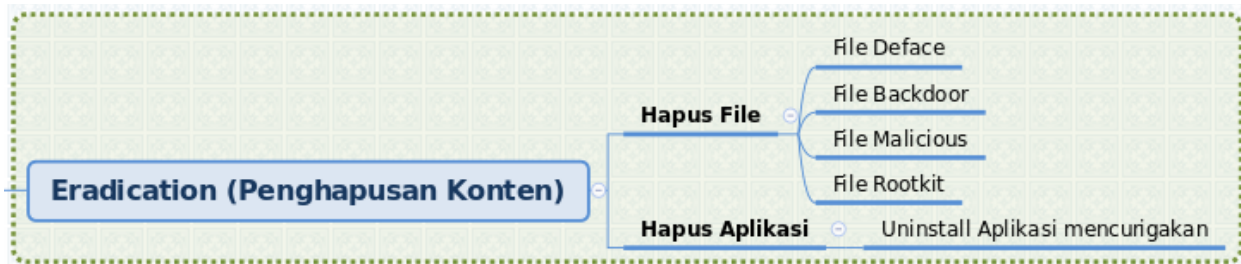 Eradication (Penghapusan Konten)
Hapus File
File Deface
File Backdoor
File Malicious
File Rootkit
Hapus Aplikasi
Uninstall Aplikasi mencurigakan